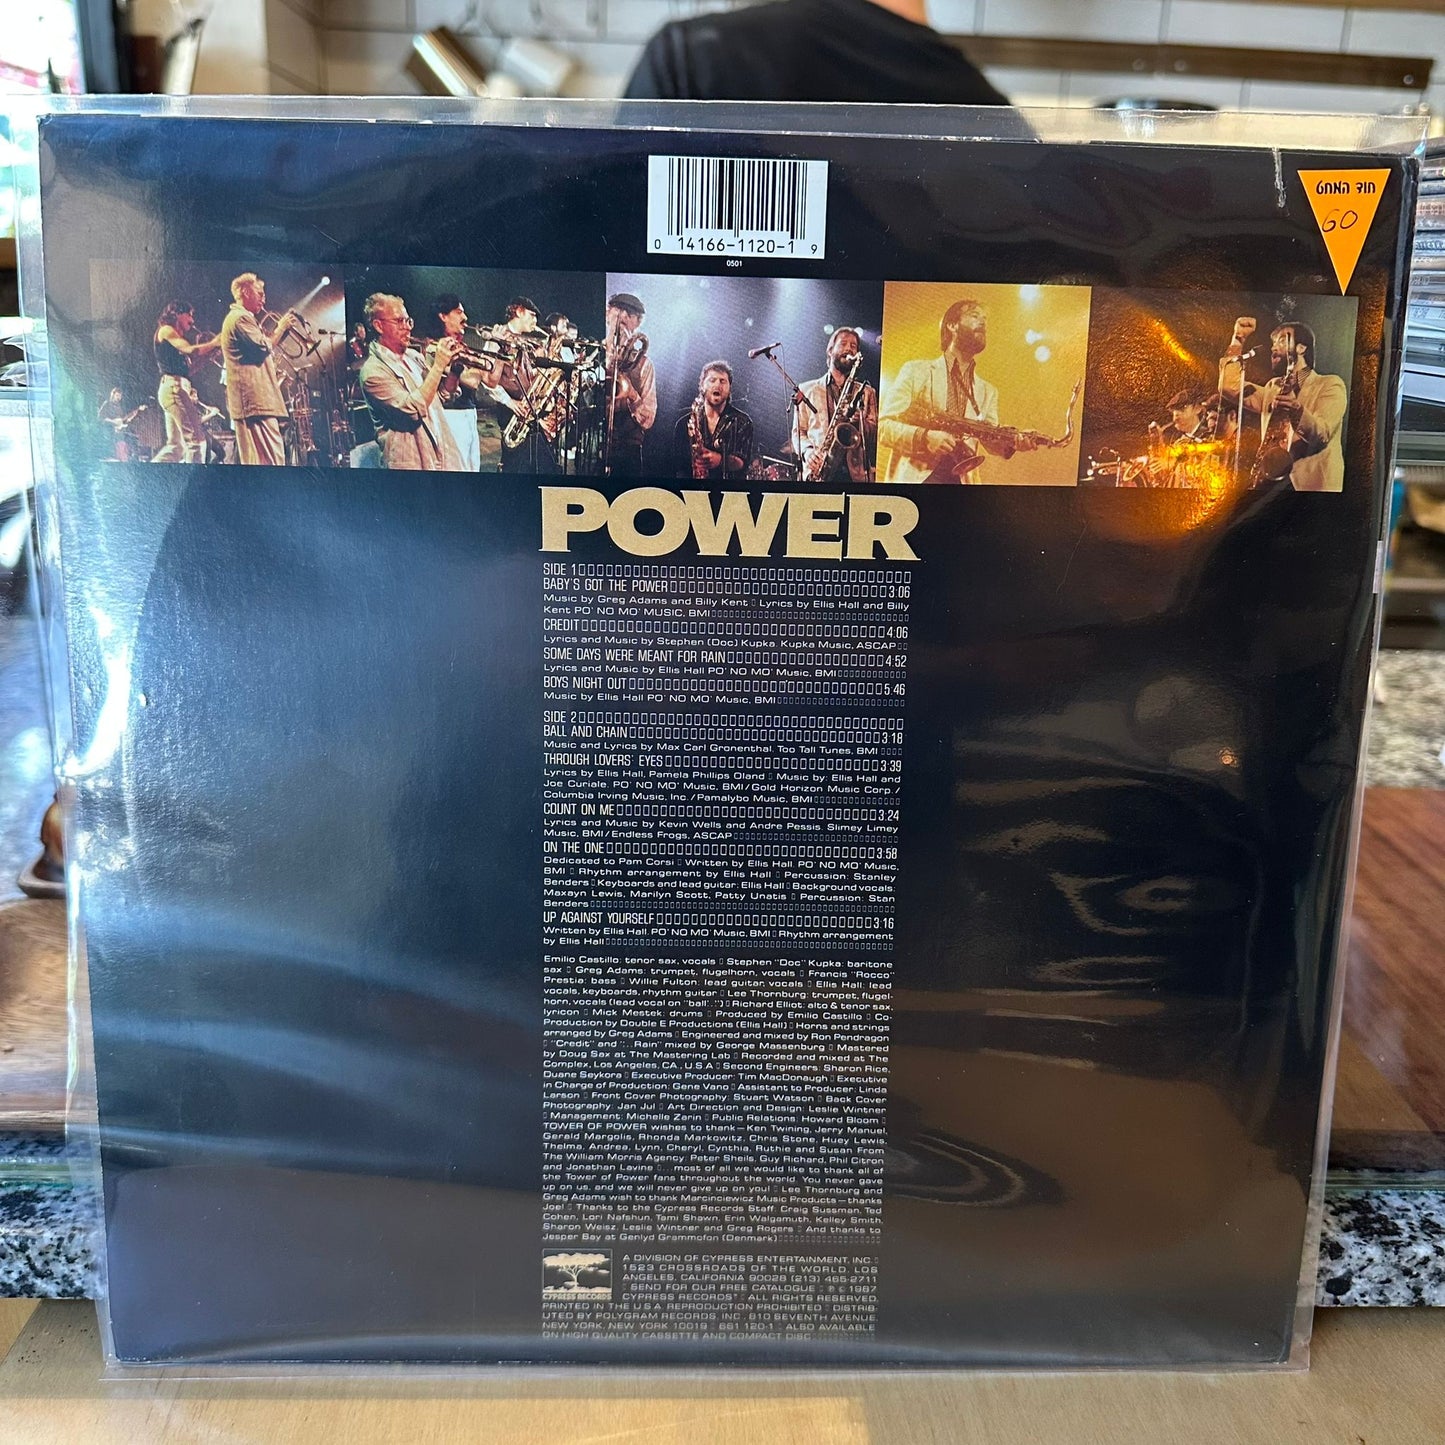 0 14166-1120-1 9
0501
חוד המחט
60
POWER
SIDE 1
BABY'S GOT THE POWER 3:06
Music by Greg Adams and Billy Kent Lyrics by Ellis Hall and Billy
Kent PO' NO MO' MUSIC, BMI
CREDIT 4:06
Lyrics and Music by Stephen (Doc) Kupka. Kupka Music, ASCAP
SOME DAYS WERE MEANT FOR RAIN 4:52
Lyrics and Music by Ellis Hall PO' NO MO' Music, BMI
BOYS NIGHT OUT 5:46
Music by Ellis Hall PO' NO MO' Music, BMI
SIDE 2
BALL AND CHAIN 3:18
Music and Lyrics by Max Carl Gronenthal. Too Tall Tunes, BMI
THROUGH LOVERS' EYES 3:39
Lyrics by Ellis Hall, Pamela Phillips Oland Music by: Ellis Hall and
Joe Curiale. PO' NO MO' Music, BMI/Gold Horizon Music Corp./
Columbia Irving Music, Inc./Pamalybo Music, BMI
COUNT ON ME 3:24
Lyrics and Music by Kevin Wells and Andre Pessis. Slimey Limey
Music, BMI/Endless Frogs, ASCAP
ON THE ONE 3:58
Dedicated to Pam Corsi Written by Ellis Hall. PO' NO MO' Music,
BMI Rhythm arrangement by Ellis Hall Percussion: Stanley
Benders Keyboards and lead guitar: Ellis Hall Background vocals:
Maxayn Lewis, Marilyn Scott, Patty Unatis Percussion: Stan
Benders
UP AGAINST YOURSELF 3:16
Written by Ellis Hall. PO' NO MO' Music, BMI Rhythm arrangement
by Ellis Hall
Emilio Castillo: tenor sax, vocals Stephen "Doc" Kupka: baritone
sax Greg Adams: trumpet, flugelhorn, vocals Francis "Rocco"
Prestia: bass Willie Fulton: lead guitar, vocals Ellis Hall: lead
vocals, keyboards, rhythm guitar Lee Thornburg: trumpet, flugel-
horn, vocals (lead vocal on "ball...") Richard Elliot: alto & tenor sax,
lyricon Mick Mestek: drums Produced by Emilio Castillo Co-
Production by Double E Productions (Ellis Hall) Horns and strings
arranged by Greg Adams Engineered and mixed by Ron Pendragon
"Credit" and "...Rain" mixed by George Massenburg Mastered
by Doug Sax at The Mastering Lab Recorded and mixed at The
Complex, Los Angeles, CA., U.S.A Second Engineers: Sharon Rice,
Duane Seykora Executive Producer: Tim MacDonaugh Executive
in Charge of Production: Gene Vano Assistant to Producer: Linda
Larson Front Cover Photography: Stuart Watson Back Cover
Photography: Jan Jul Art Direction and Design: Leslie Wintner
Management: Michelle Zarin Public Relations: Howard Bloom
TOWER OF POWER wishes to thank—Ken Twining, Jerry Manuel,
Gerald Margolis, Rhonda Markowitz, Chris Stone, Huey Lewis,
Thelma, Andrea, Lynn, Cheryl, Cynthia, Ruthie and Susan From
The William Morris Agency: Peter Sheils, Guy Richard, Phil Citron
and Jonathan Lavine ...most of all we would like to thank all of
the Tower of Power fans throughout the world. You never gave
up on us, and we will never give up on you! Lee Thornburg and
Greg Adams wish to thank Marcinciewicz Music Products—thanks
Joel Thanks to the Cypress Records Staff: Craig Sussman, Ted
Cohen, Lori Nafshun, Tami Shawn, Erin Walgamuth, Kelley Smith,
Sharon Weisz, Leslie Wintner and Greg Rogers And thanks to
Jesper Bay at Genlyd Grammofon (Denmark)
CYPRESS RECORDS
A DIVISION OF CYPRESS ENTERTAINMENT, INC
1523 CROSSROADS OF THE WORLD, LOS
ANGELES, CALIFORNIA 90028 (213) 465-2711
SEND FOR OUR FREE CATALOGUE ℗ © 1987
CYPRESS RECORDS ALL RIGHTS RESERVED.
PRINTED IN THE U.S.A. REPRODUCTION PROHIBITED DISTRIB-
UTED BY POLYGRAM RECORDS, INC., 810 SEVENTH AVENUE,
NEW YORK, NEW YORK 10019 661 120-1 ALSO AVAILABLE
ON HIGH QUALITY CASSETTE AND COMPACT DISC